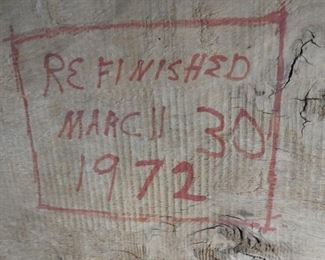 REFINISHED
MARCH 30
1972